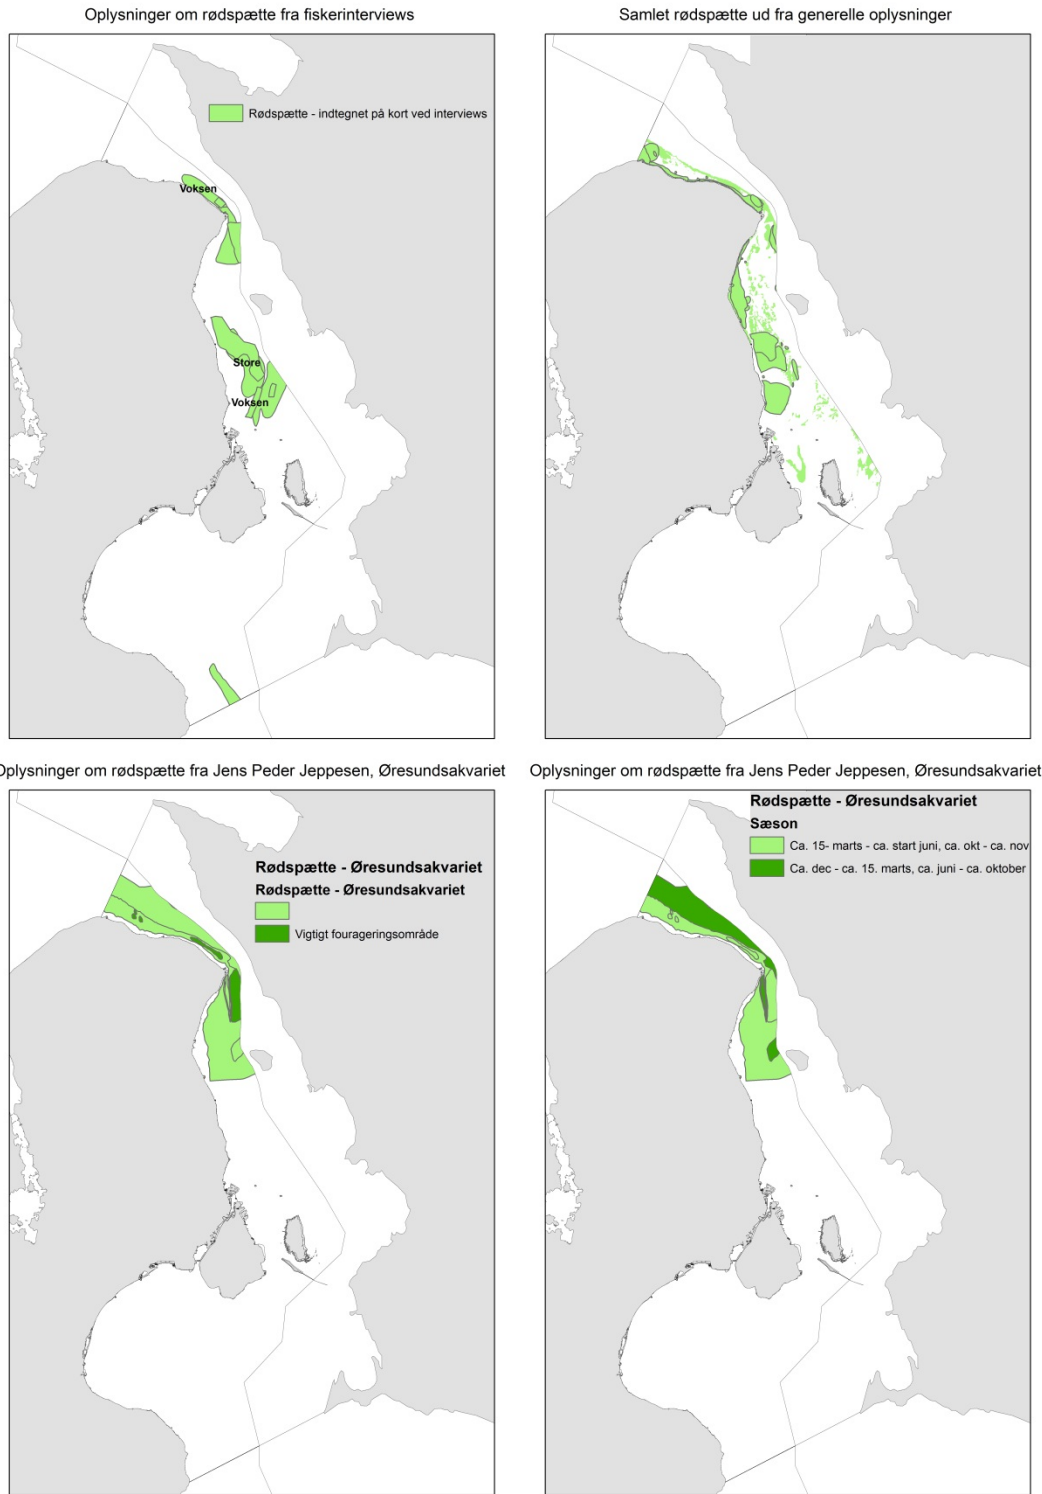 Oplysninger om rødspætte fra fiskerinterviews
Samlet rødspætte ud fra generelle oplysninger
Rødspætte - indtegnet på kort ved interviews
Voksen
Store
Voksen
Oplysninger om rødspætte fra Jens Peder Jeppesen, Øresundsakvariet
Oplysninger om rødspætte fra Jens Peder Jeppesen, Øresundsakvariet
Rødspætte - Øresundsakvariet
Rødspætte - Øresundsakvariet
Vigtigt fourageringsområde
Rødspætte - Øresundsakvariet
Sæson
Ca. 15- marts - ca. start juni, ca. okt - ca. nov
Ca. dec - ca. 15. marts, ca. juni - ca. oktober